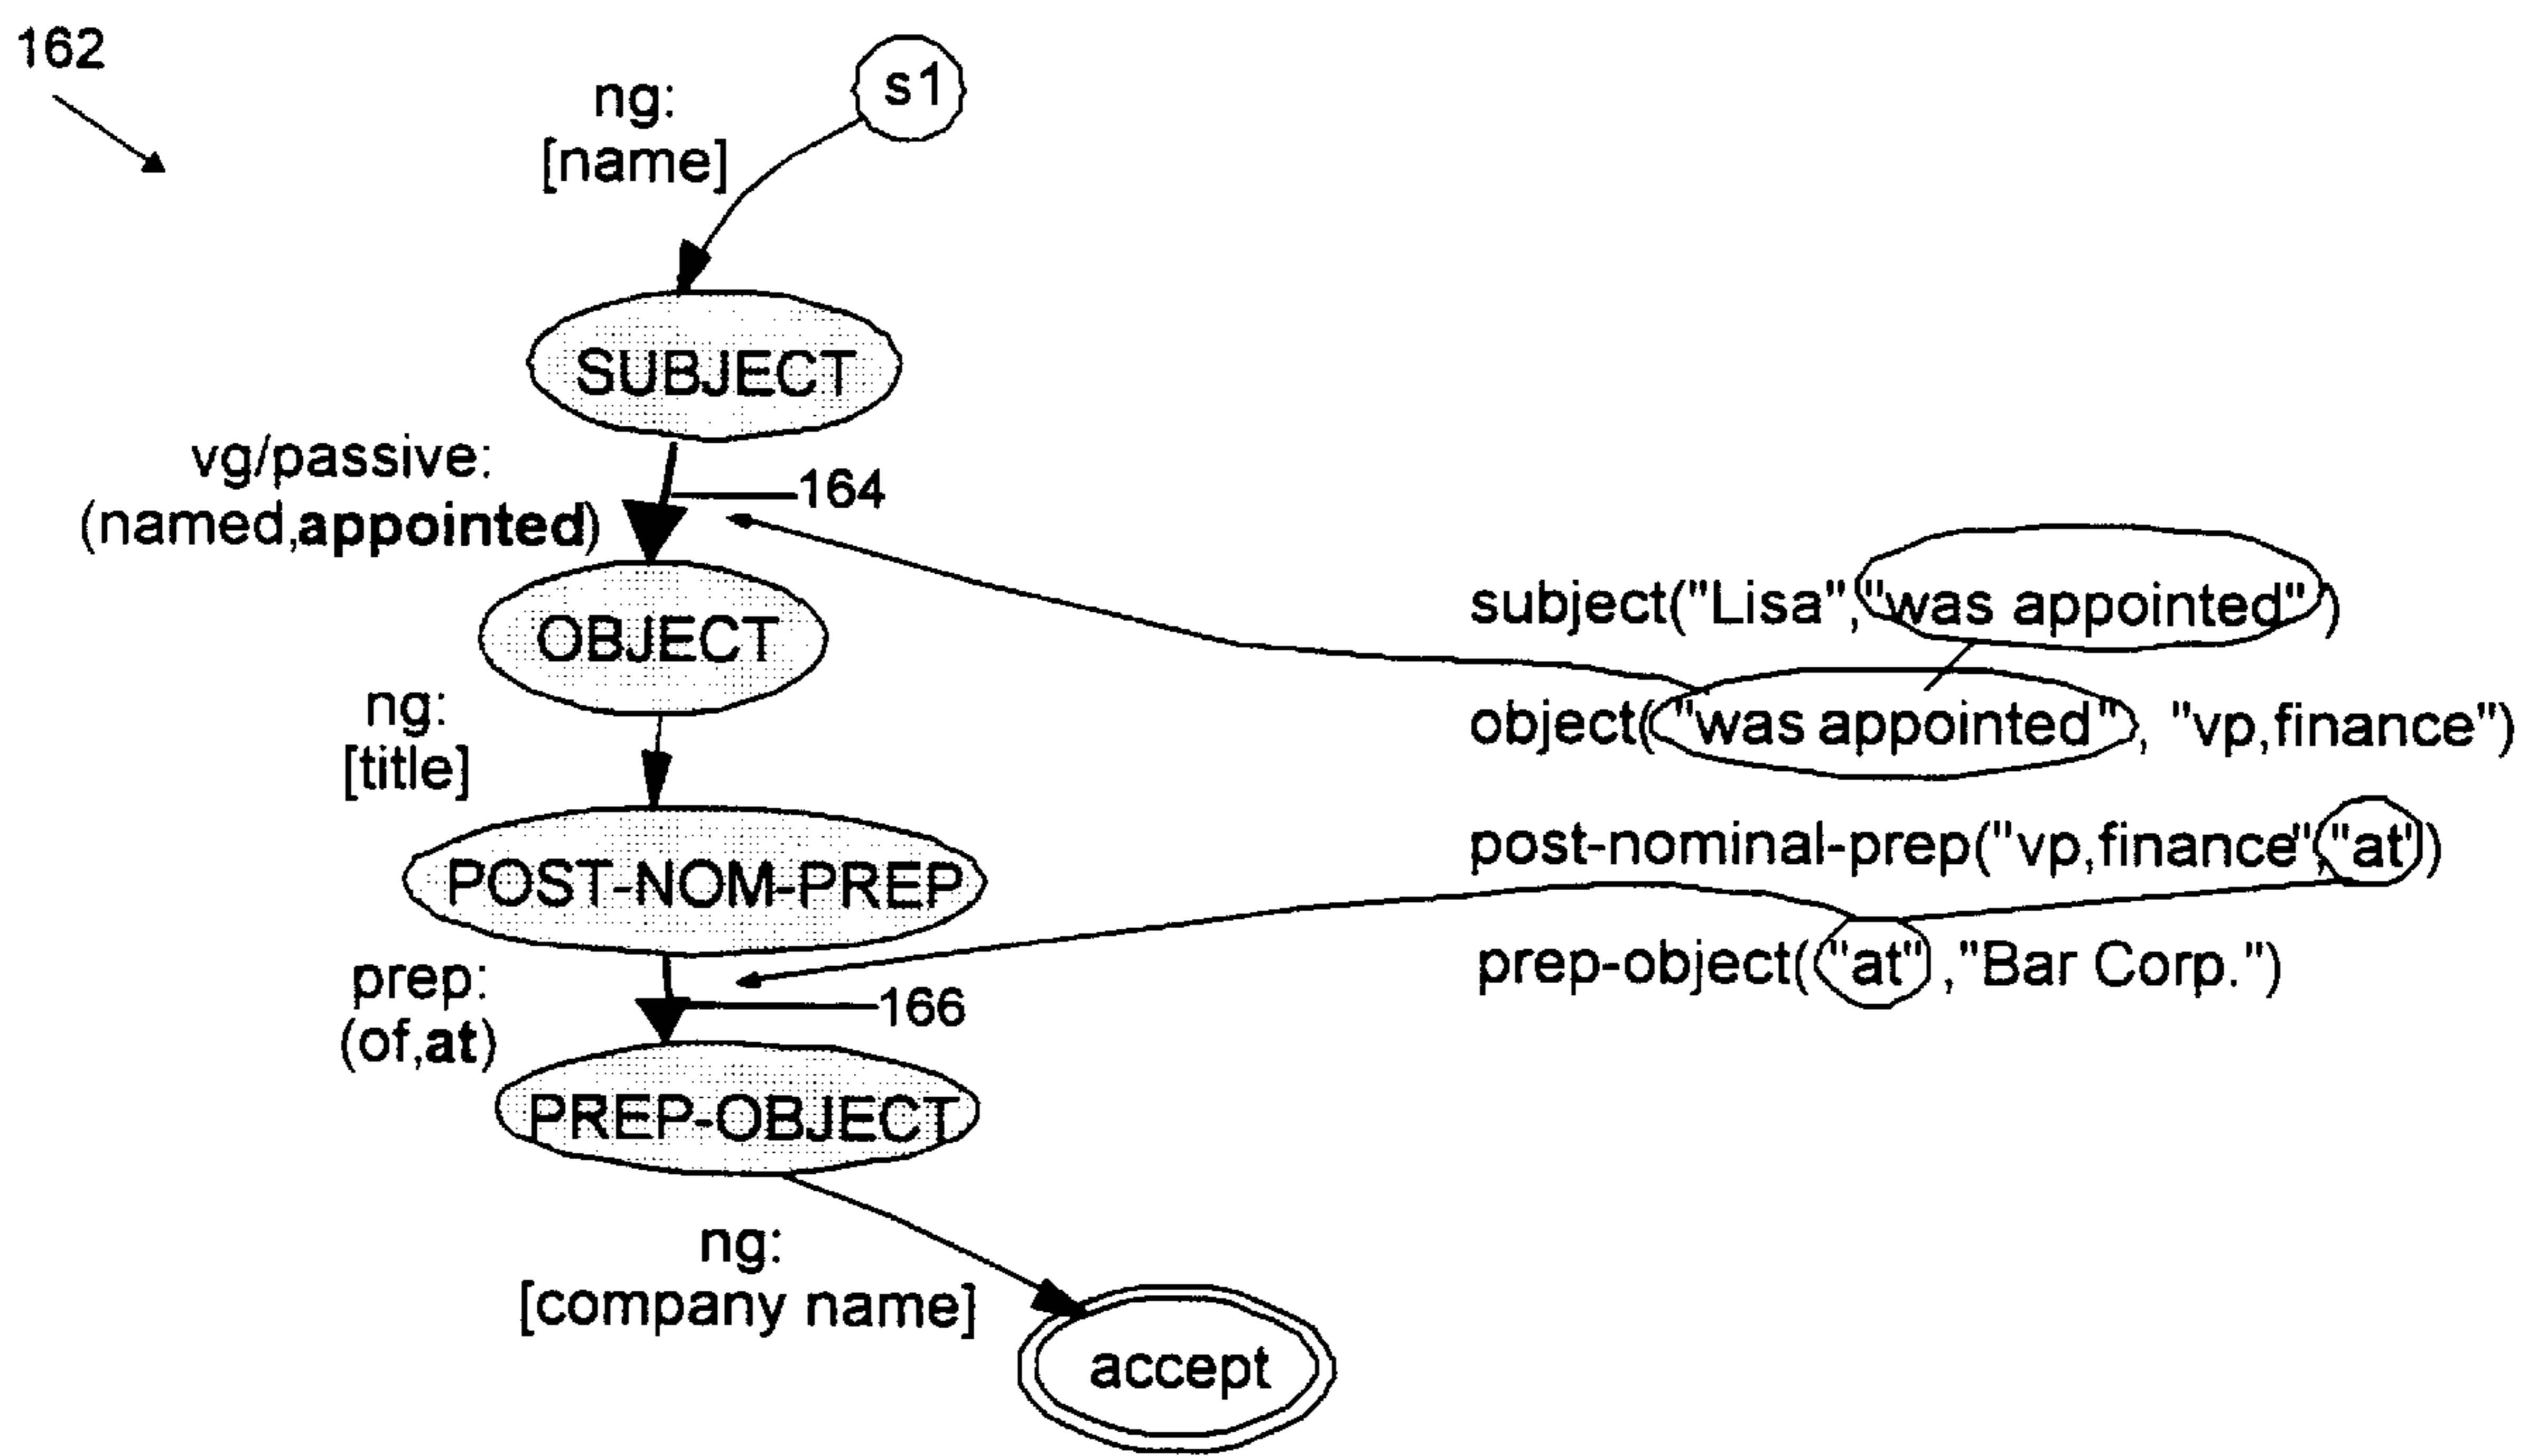 162
s1
ng:
[name]
SUBJECT
vg/passive:
(named,appointed)
164
OBJECT
subject("Lisa","was appointed")
object("was appointed", "vp,finance")
ng:
[title]
POST-NOM-PREP
post-nominal-prep("vp,finance","at")
prep-object("at","Bar Corp.")
prep:
(of,at)
166
PREP-OBJECT
ng:
[company name]
accept